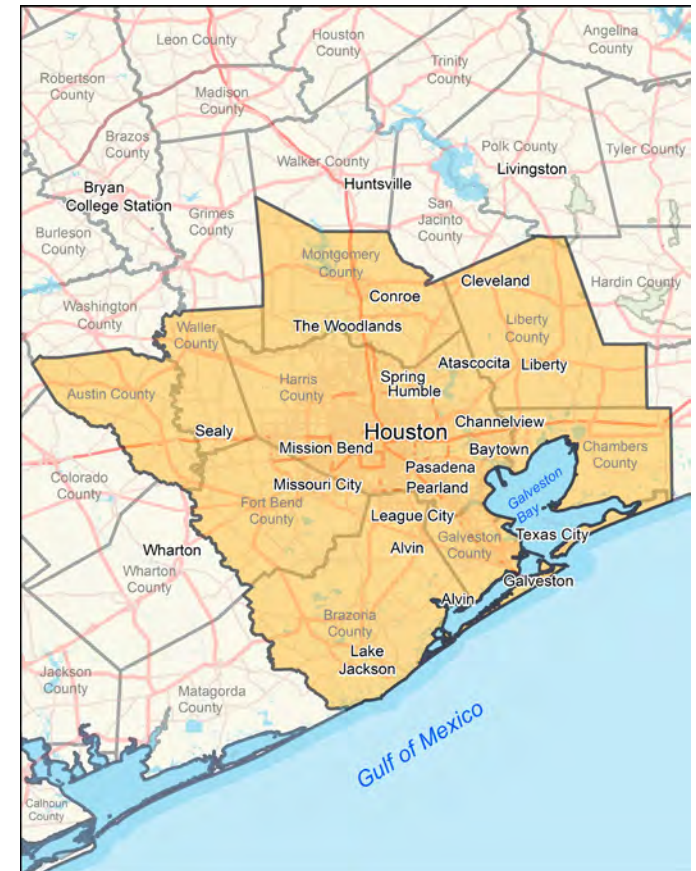 Leon County
Houston
County
Angelina
County
Trinity
County
Robertson
County
Madison
County
Brazos
County
Walker County
Polk County
Tyler County
Livingston
Huntsville
Bryan
College Station
Grimes
County
San
Jacinto
County
Burleson
County
Montgomery
County
Hardin County
Cleveland
Conroe
Washington
County
Waller
County
The Woodlands
Liberty
County
Atascocita
Liberty
Austin County
Harris
County
Spring
Humble
Sealy
Houston
Channelview
Mission Bend
Baytown
Chambers
County
Colorado
County
Pasadena
Missouri City
Pearland
Galveston
Bay
Fort Bend
County
League City
Texas City
Wharton
Alvin
Galveston
County
Wharton
County
Galveston
Alvin
Brazoria
County
Lake
Jackson
Jackson
County
Matagorda
County
Gulf of Mexico
Calhoun
County